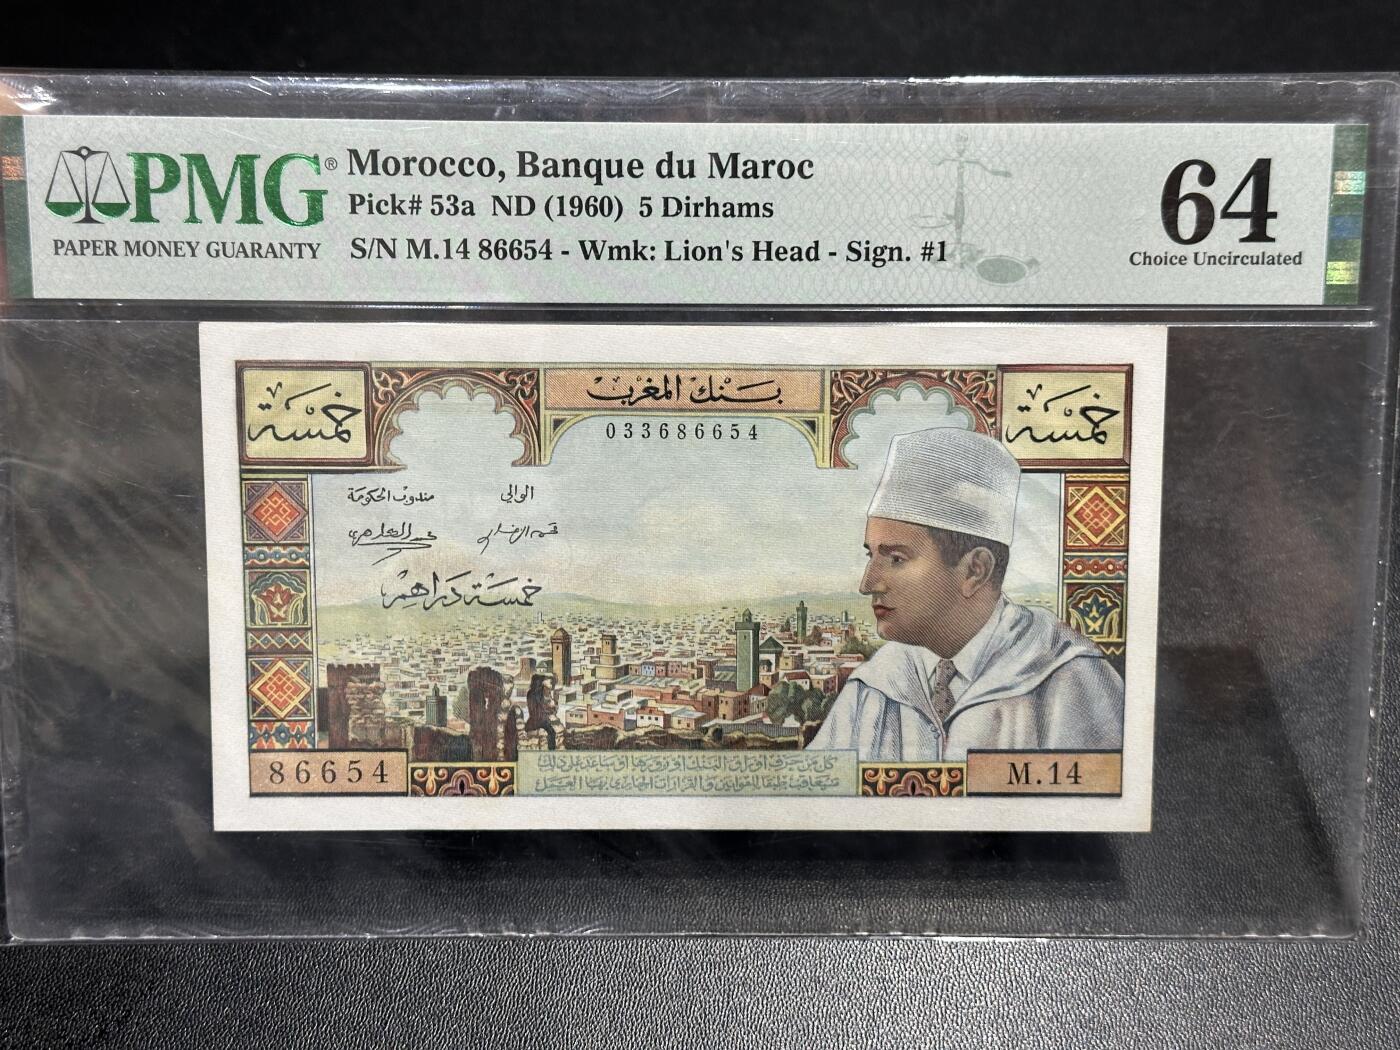 PMG®
PAPER MONEY GUARANTY
Morocco, Banque du Maroc
Pick# 53a ND (1960) 5 Dirhams
S/N M.14 86654 - Wmk: Lion's Head - Sign. #1
64
Choice Uncirculated
خمسة
بنك المغرب
خمسة
033686654
الوالي
مندوب الحكومة
خمسة دراهم
86654
M.14